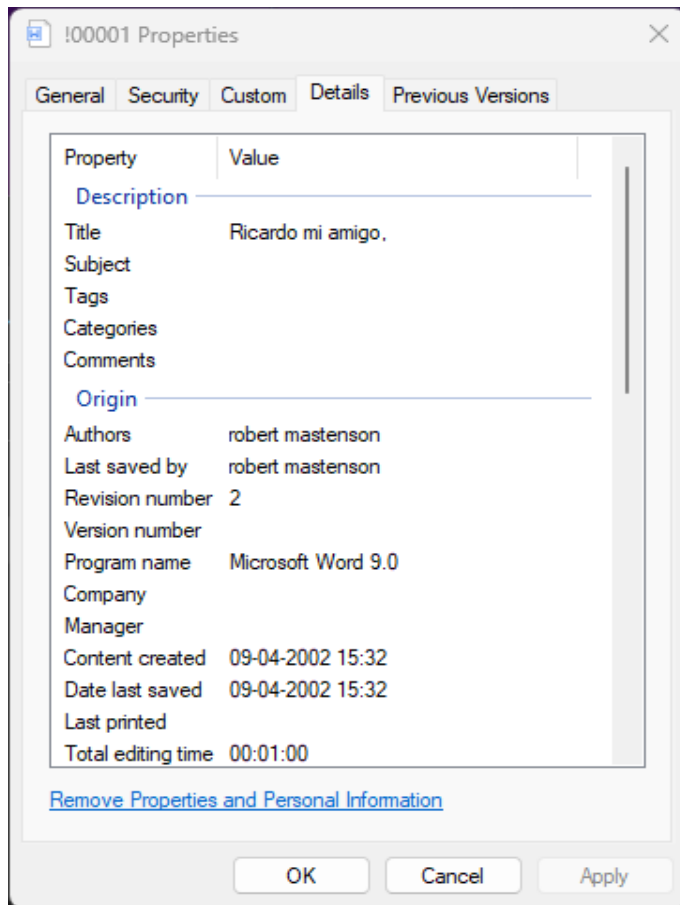 !00001 Properties
General Security Custom Details Previous Versions
Property Value
Description
Title Ricardo mi amigo,
Subject
Tags
Categories
Comments
Origin
Authors robert mastenson
Last saved by robert mastenson
Revision number 2
Version number
Program name Microsoft Word 9.0
Company
Manager
Content created 09-04-2002 15:32
Date last saved 09-04-2002 15:32
Last printed
Total editing time 00:01:00
Remove Properties and Personal Information
OK Cancel Apply